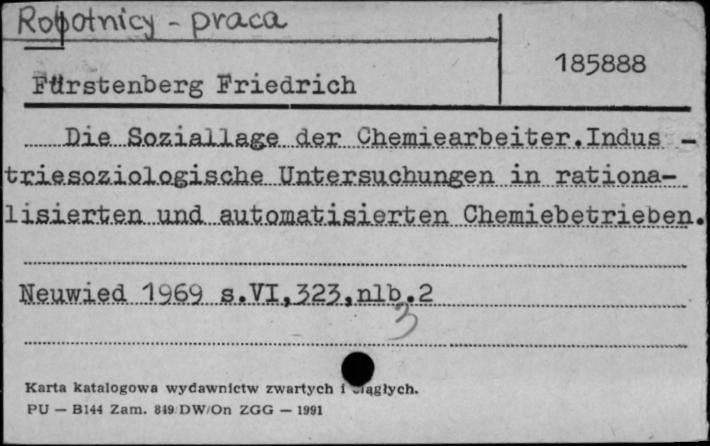 Robotnicy - praca
185888
Fürstenberg Friedrich
Die Soziallage der Chemiearbeiter.Indus -
triesoziologische Untersuchungen in rationa-
lisierten und automatisierten Chemiebetrieben.
Neuwied 1969 s.VI,323,nlb.2
3
Karta katalogowa wydawnictw zwartych i ciągłych.
PU — B144 Zam. 849/DW/On ZGG — 1991